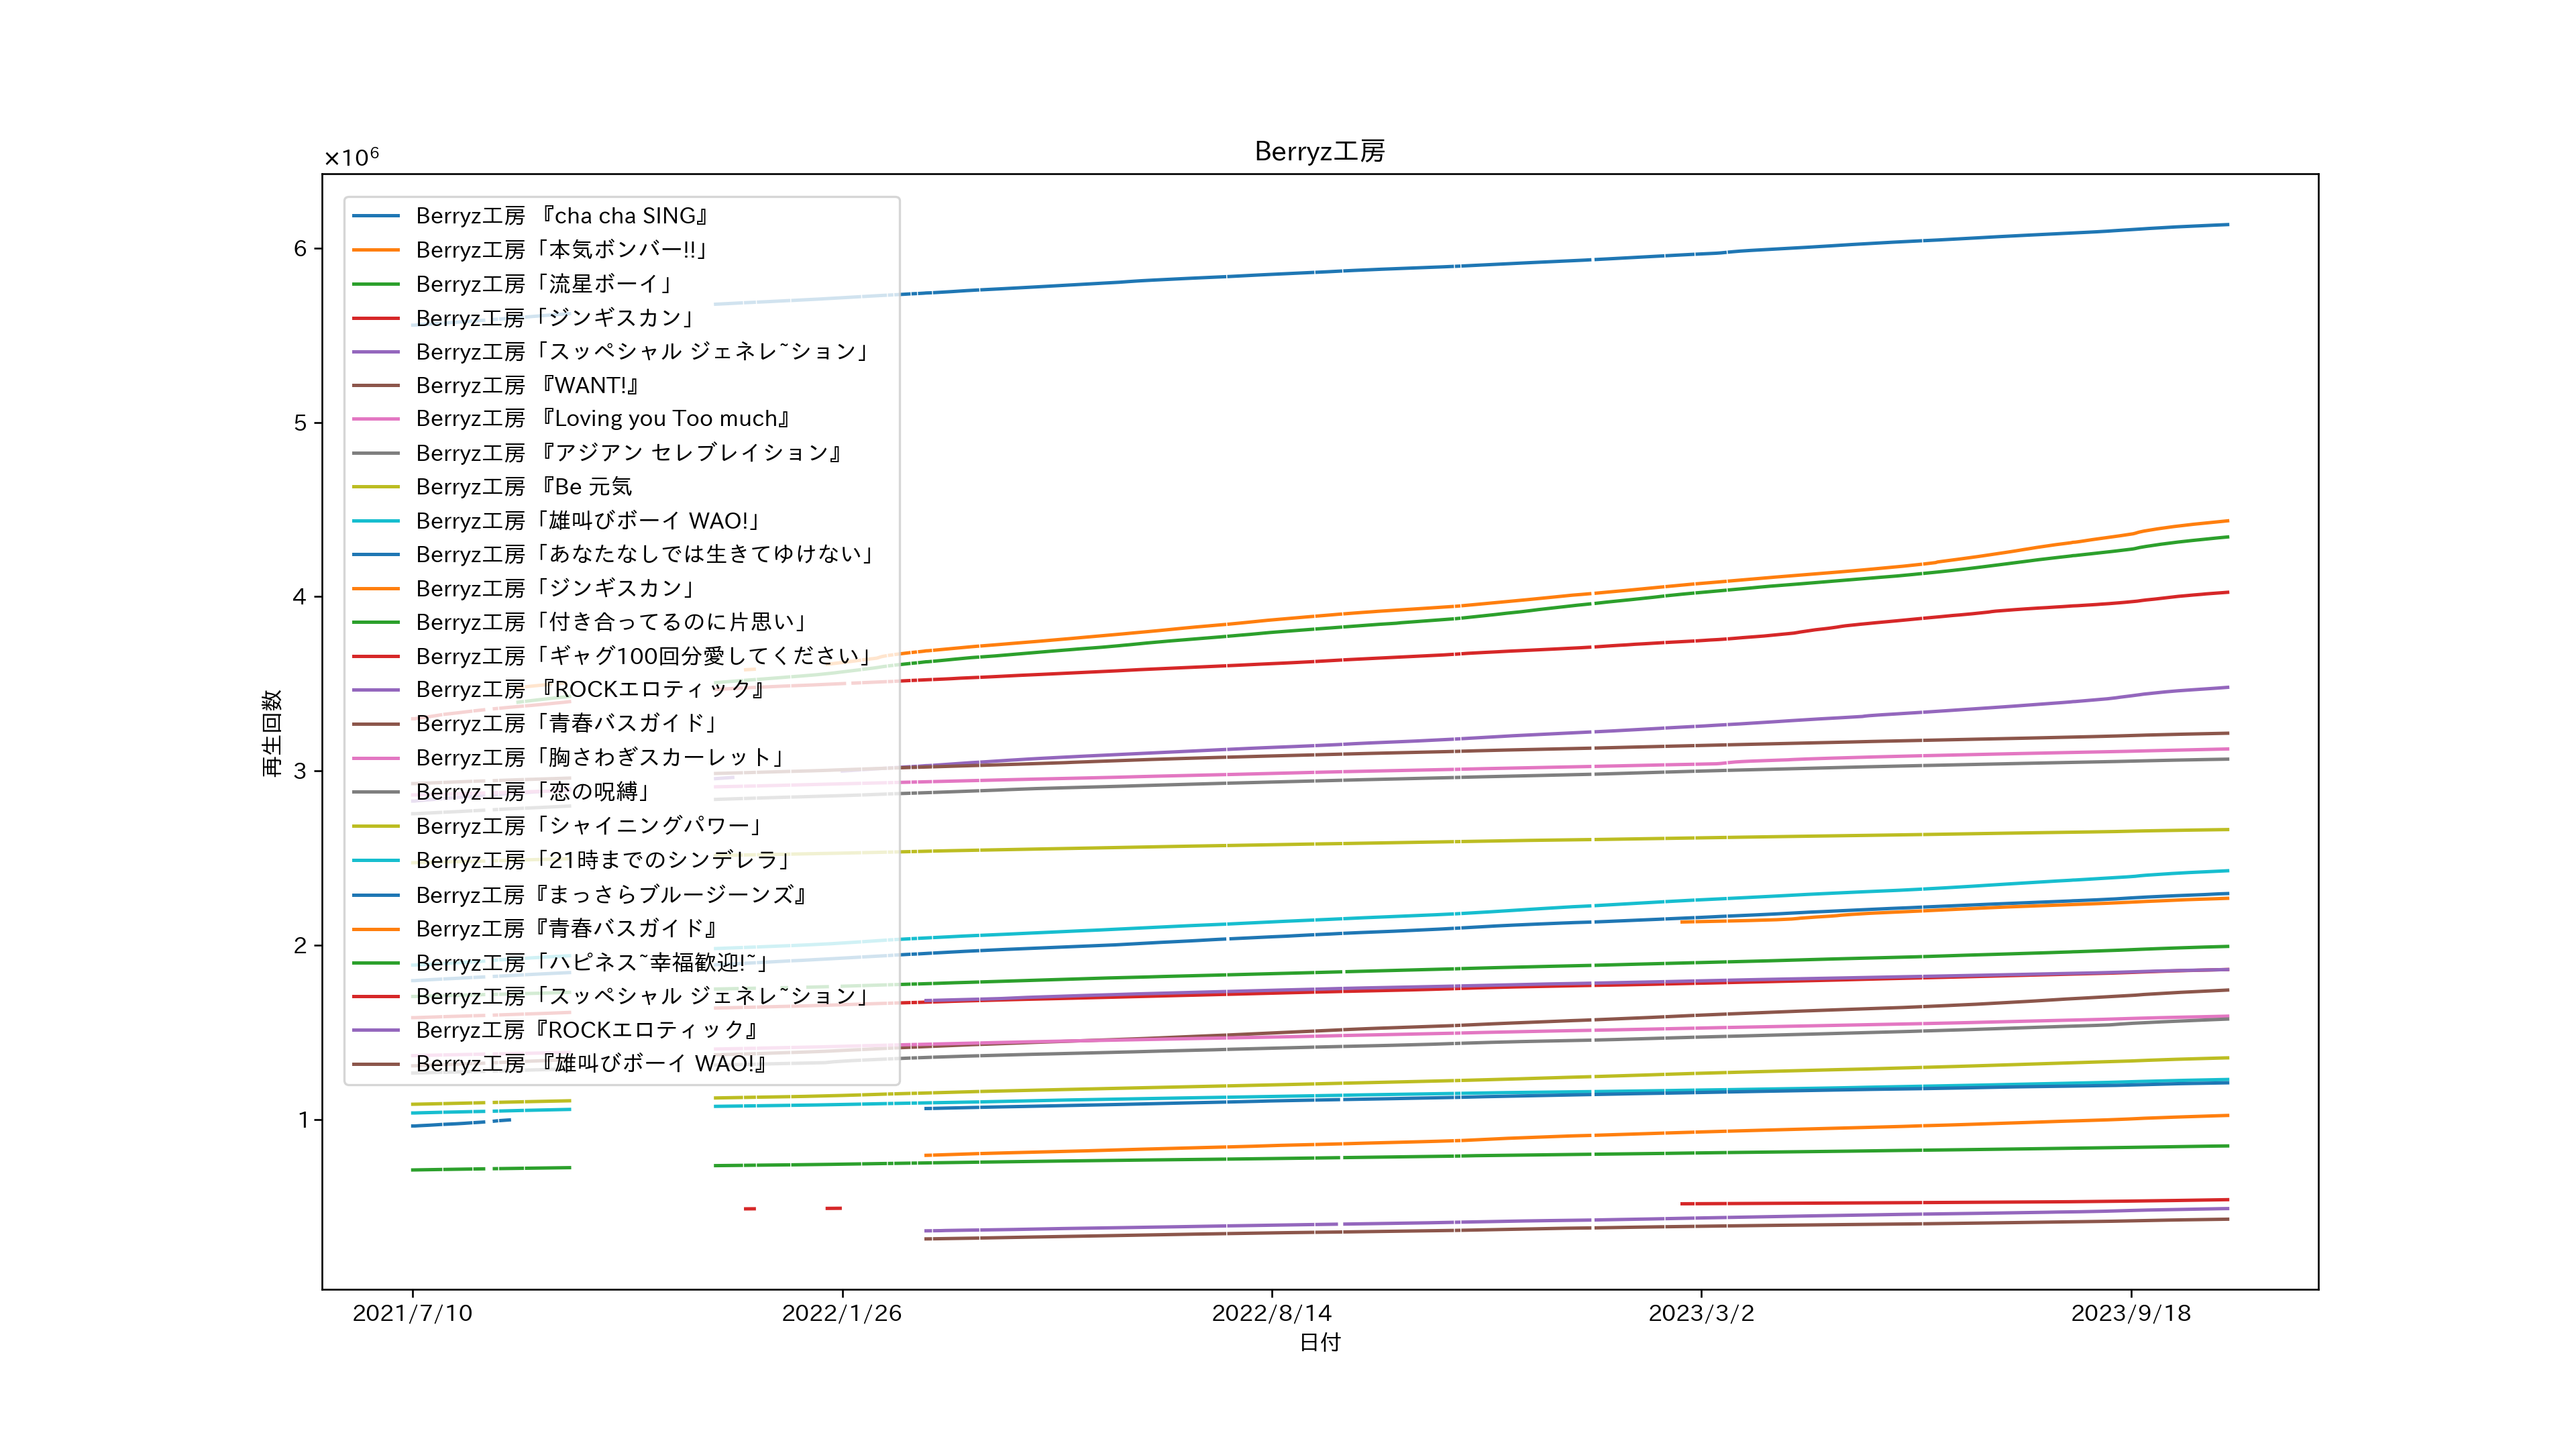 Berryz工房
×10⁶
Berryz工房 『cha cha SING』
Berryz工房「本気ボンバー!!」
Berryz工房「流星ボーイ」
Berryz工房「ジンギスカン」
Berryz工房「スッペシャル ジェネレ~ション」
Berryz工房 『WANT!』
Berryz工房 『Loving you Too much』
Berryz工房 『アジアン セレブレイション』
Berryz工房 『Be 元気
Berryz工房「雄叫びボーイ WAO!」
Berryz工房「あなたなしでは生きてゆけない」
Berryz工房「ジンギスカン」
Berryz工房「付き合ってるのに片思い」
Berryz工房「ギャグ100回分愛してください」
Berryz工房 『ROCKエロティック』
Berryz工房「青春バスガイド」
Berryz工房「胸さわぎスカーレット」
Berryz工房「恋の呪縛」
Berryz工房「シャイニングパワー」
Berryz工房「21時までのシンデレラ」
Berryz工房『まっさらブルージーンズ』
Berryz工房『青春バスガイド』
Berryz工房「ハピネス~幸福歓迎!~」
Berryz工房「スッペシャル ジェネレ~ション」
Berryz工房『ROCKエロティック』
Berryz工房 『雄叫びボーイ WAO!』
6
5
4
3
2
1
再生回数
2021/7/10
2022/1/26
2022/8/14
2023/3/2
2023/9/18
日付